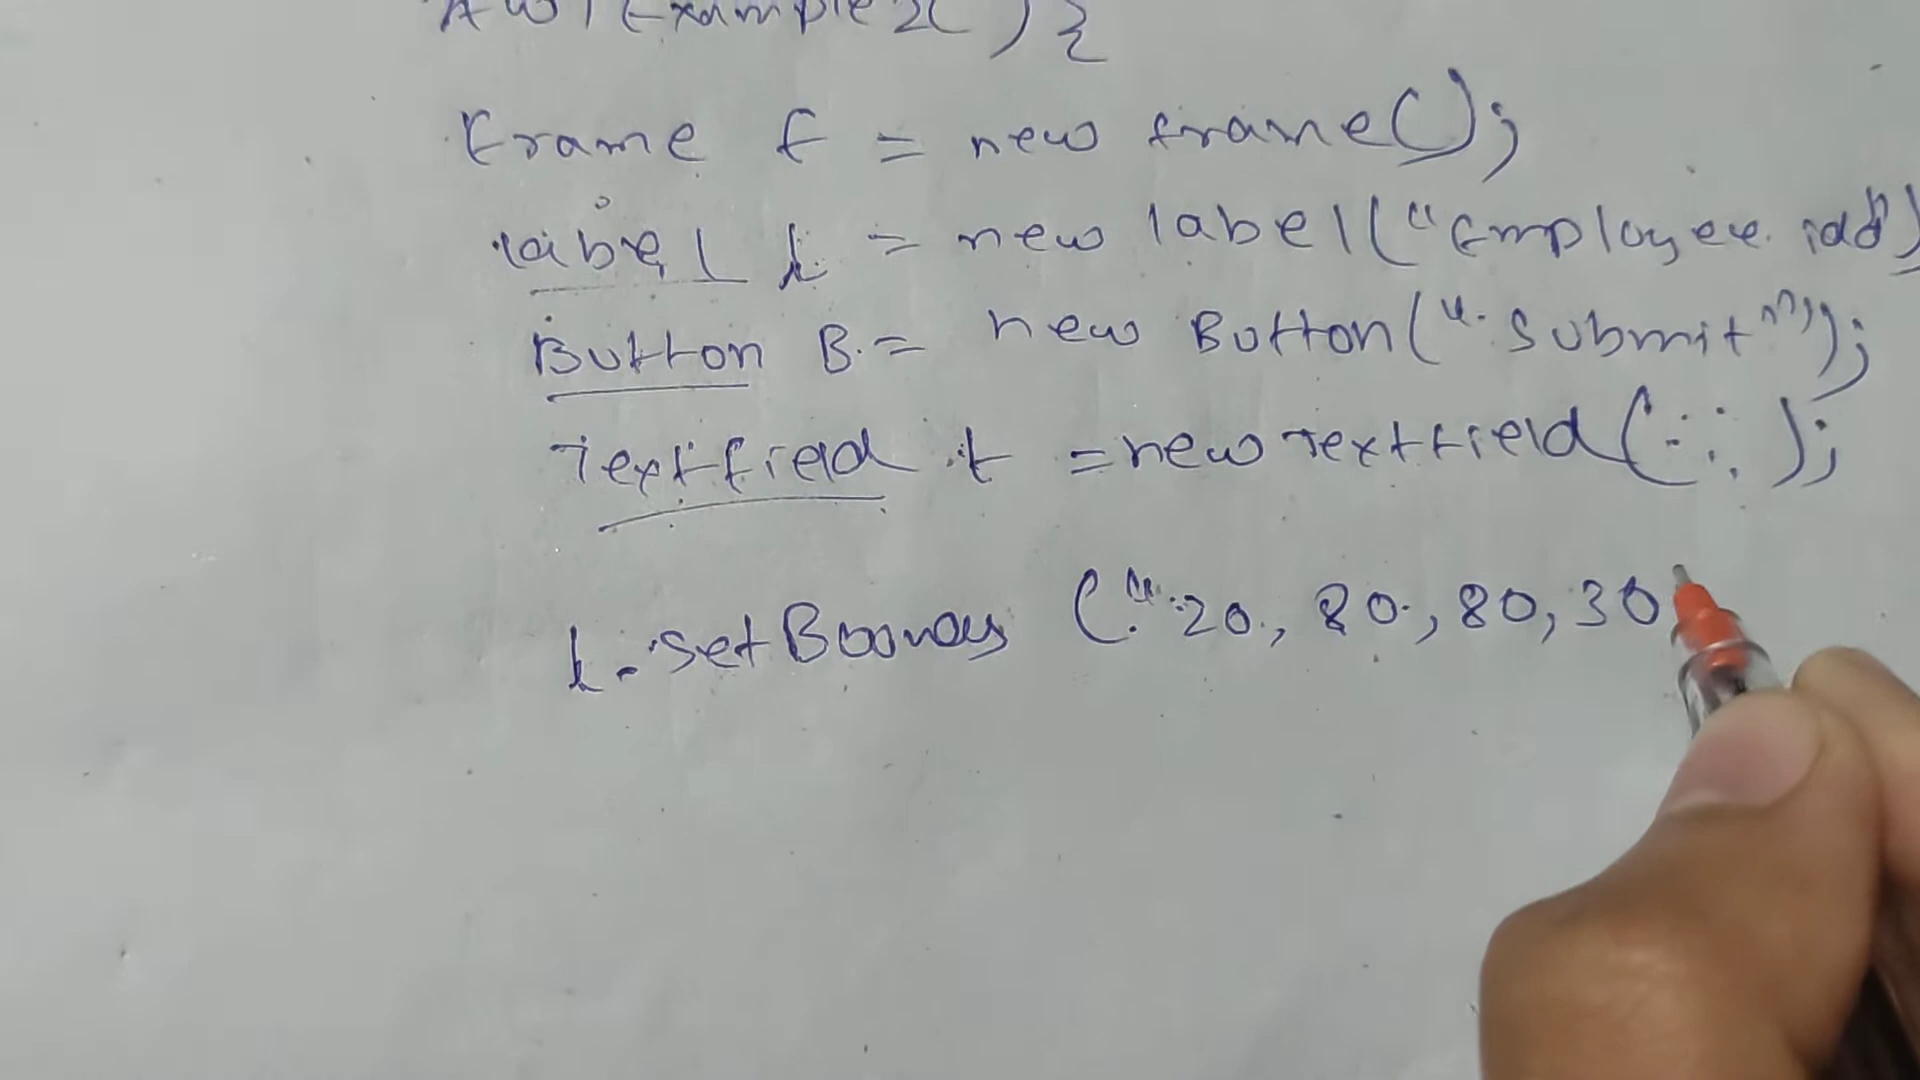 AWTExample2( ) {
Frame f = new frame();
label l = new label("Employee id")
Button B = new Button("Submit");
Textfield t = new Textfield( );
l.setBounds ("20, 80, 80, 30